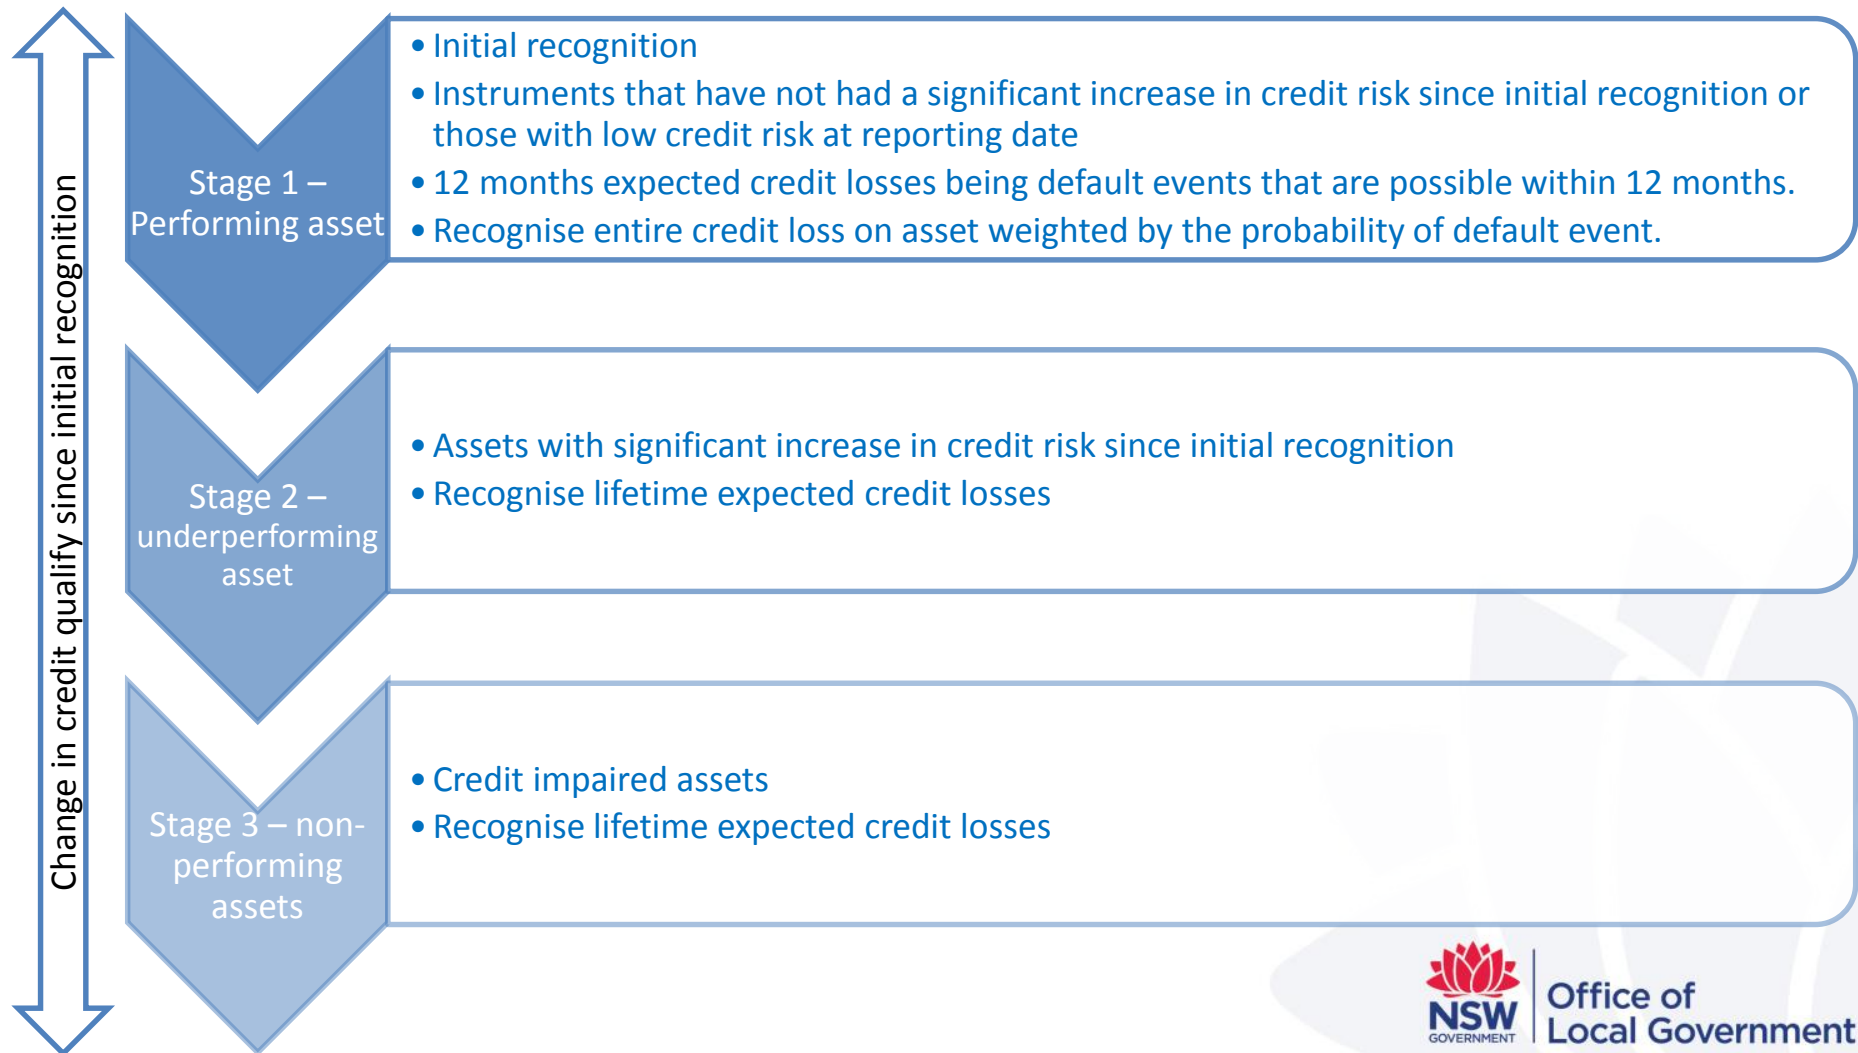 Change in credit qualify since initial recognition
Stage 1 –
Performing asset
• Initial recognition
• Instruments that have not had a significant increase in credit risk since initial recognition or
those with low credit risk at reporting date
• 12 months expected credit losses being default events that are possible within 12 months.
• Recognise entire credit loss on asset weighted by the probability of default event.
Stage 2 –
underperforming
asset
• Assets with significant increase in credit risk since initial recognition
• Recognise lifetime expected credit losses
Stage 3 – non-
performing
assets
• Credit impaired assets
• Recognise lifetime expected credit losses
NSW
GOVERNMENT
Office of
Local Government